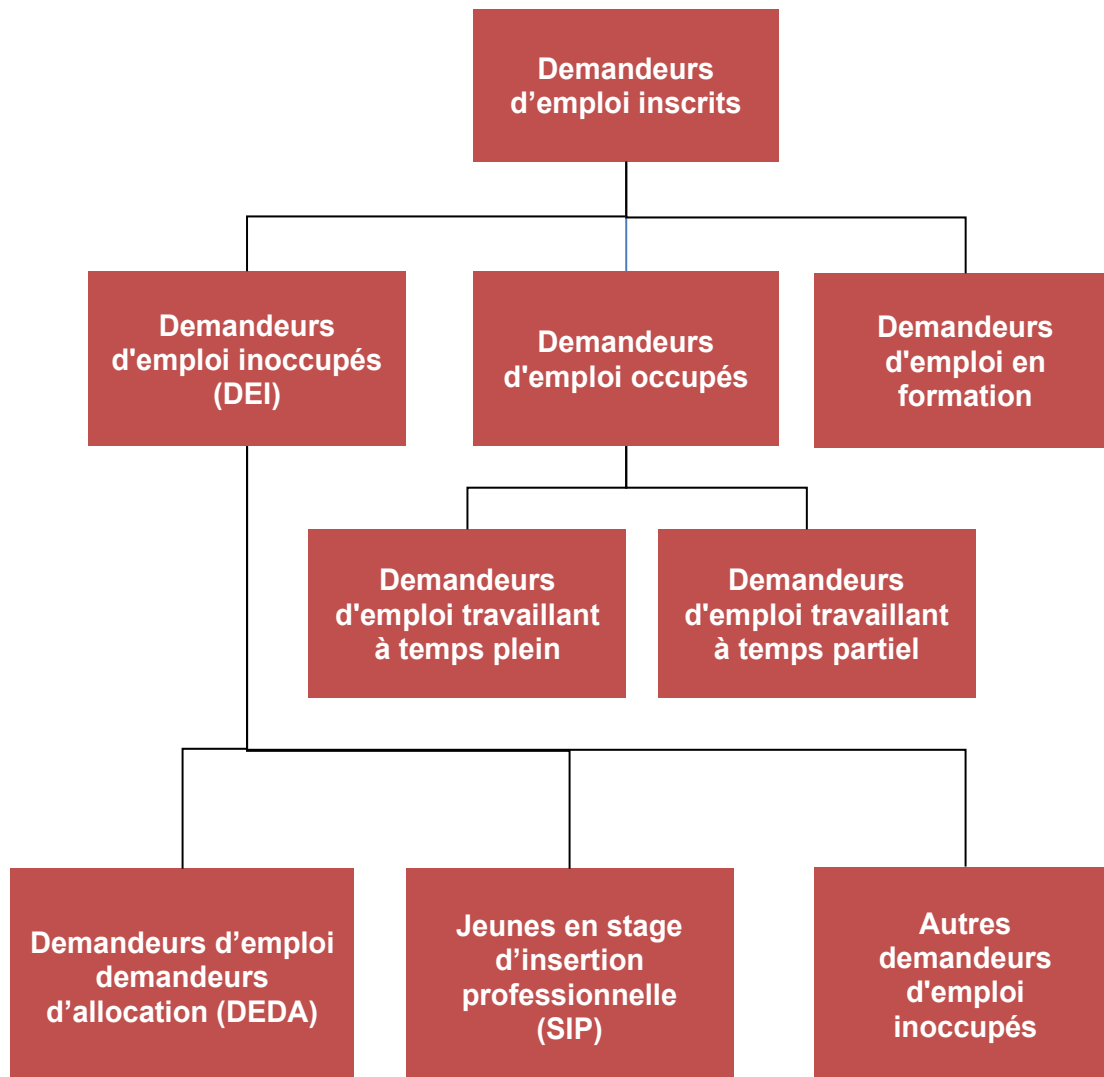 Demandeurs
d’emploi inscrits
Demandeurs
d'emploi inoccupés
(DEI)
Demandeurs
d'emploi occupés
Demandeurs
d'emploi en
formation
Demandeurs
d'emploi travaillant
à temps plein
Demandeurs
d'emploi travaillant
à temps partiel
Demandeurs d’emploi
demandeurs
d’allocation (DEDA)
Jeunes en stage
d’insertion
professionnelle
(SIP)
Autres
demandeurs
d'emploi
inoccupés